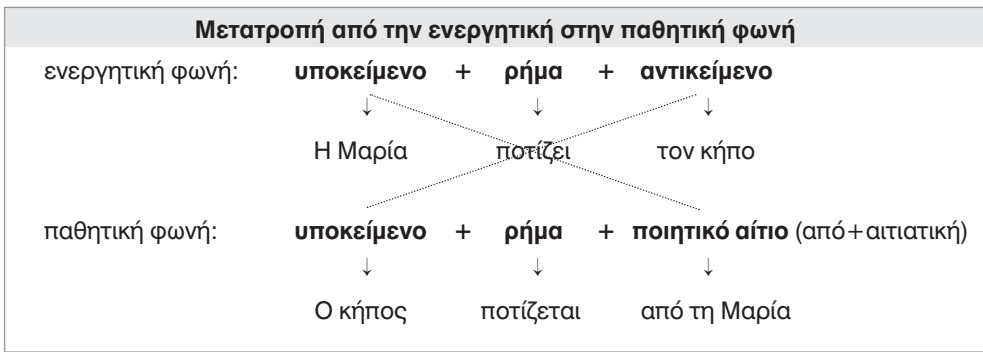 Μετατροπή από την ενεργητική στην παθητική φωνή
ενεργητική φωνή: υποκείμενο + ρήμα + αντικείμενο
↓ ↓ ↓
Η Μαρία ποτίζει τον κήπο
παθητική φωνή: υποκείμενο + ρήμα + ποιητικό αίτιο (από+αιτιατική)
↓ ↓ ↓
Ο κήπος ποτίζεται από τη Μαρία